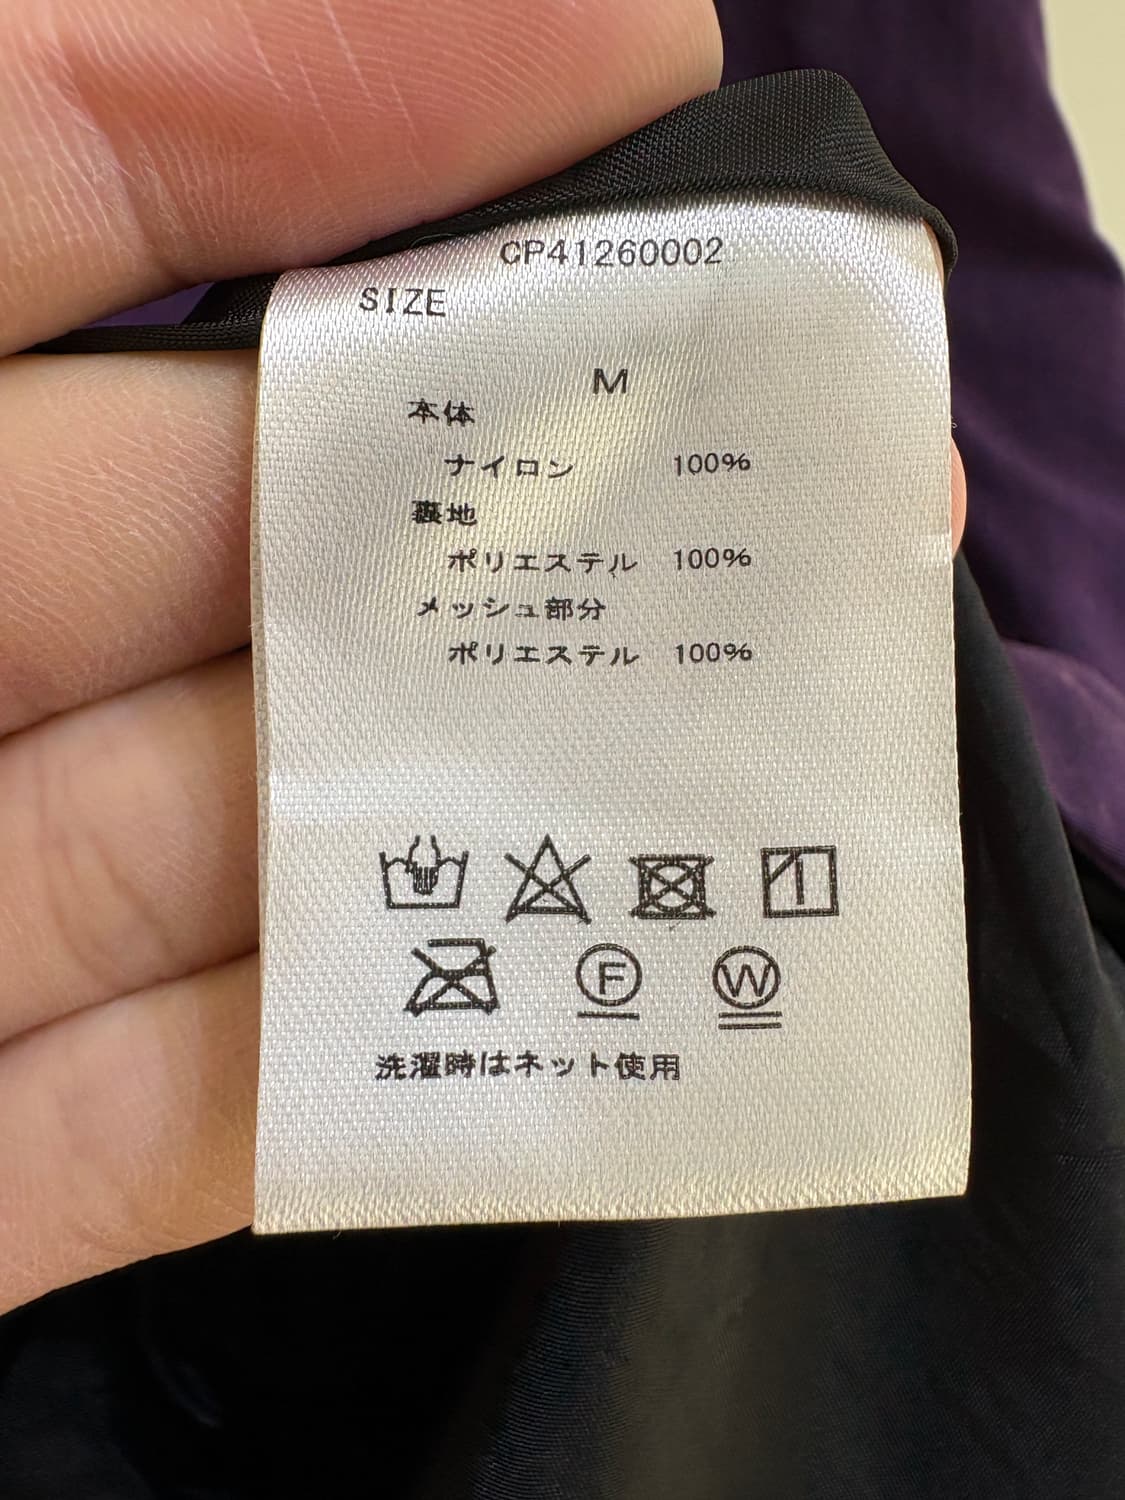 CP41260002
SIZE
M
本体
ナイロン 100%
裏地
ポリエステル 100%
メッシュ部分
ポリエステル 100%
F W
洗濯時はネット使用